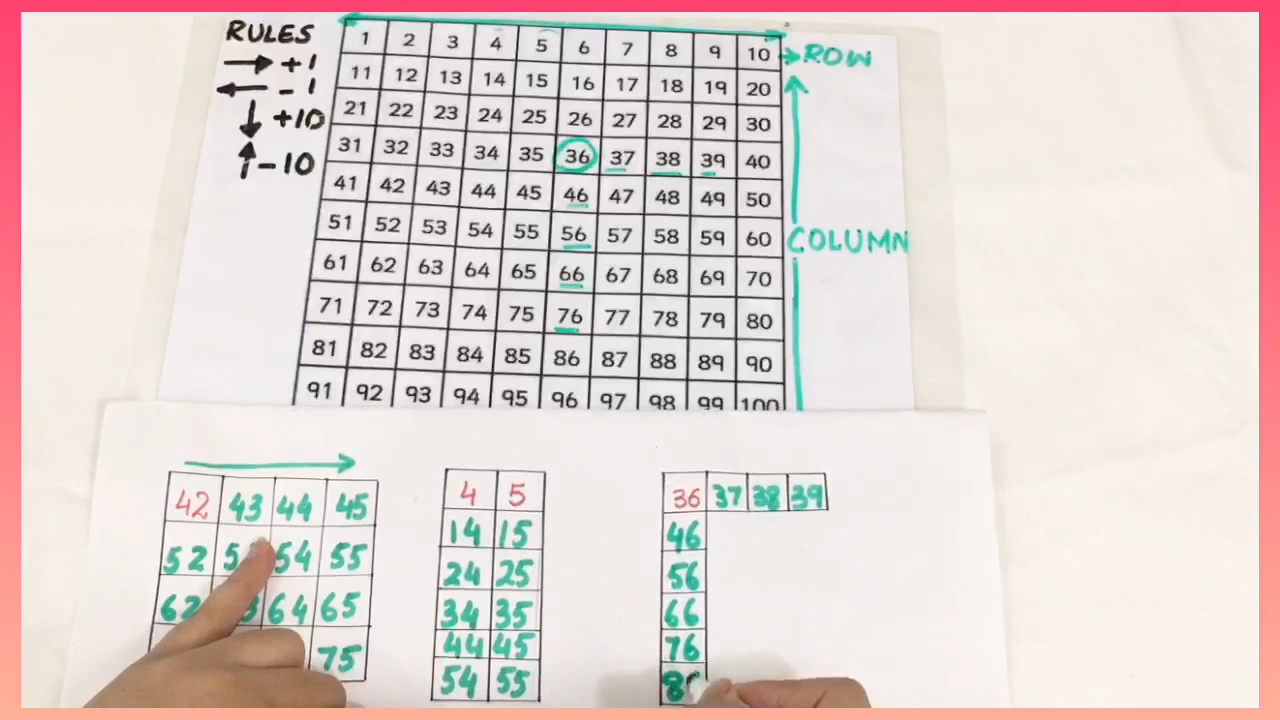 RULES
→ +1
← -1
↓ +10
↑ -10
1 2 3 4 5 6 7 8 9 10 → ROW
11 12 13 14 15 16 17 18 19 20
21 22 23 24 25 26 27 28 29 30
31 32 33 34 35 36 37 38 39 40
41 42 43 44 45 46 47 48 49 50
51 52 53 54 55 56 57 58 59 60
COLUMN
61 62 63 64 65 66 67 68 69 70
71 72 73 74 75 76 77 78 79 80
81 82 83 84 85 86 87 88 89 90
91 92 93 94 95 96 97 98 99 100
42 43 44 45
52 54 55
62 64 65
75
4 5
14 15
24 25
34 35
44 45
54 55
36 37 38 39
46
56
66
76